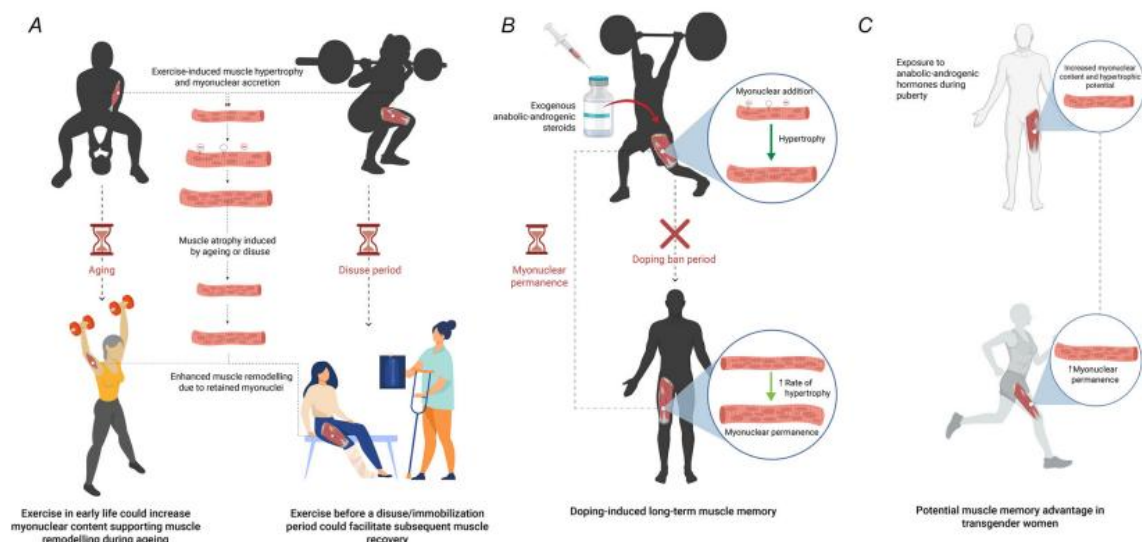 A
Exercise-induced muscle hypertrophy
and myonuclear accretion
Muscle atrophy induced
by ageing or disuse
Aging
Disuse period
Enhanced muscle remodelling
due to retained myonuclei
Exercise in early life could increase
myonuclear content supporting muscle
remodelling during ageing
Exercise before a disuse/immobilization
period could facilitate subsequent muscle
recovery
B
Exogenous
anabolic-androgenic
steroids
Myonuclear addition
Hypertrophy
Myonuclear
permanence
Doping ban period
↑ Rate of
hypertrophy
Myonuclear permanence
Doping-induced long-term muscle memory
C
Exposure to
anabolic-androgenic
hormones during
puberty
Increased myonuclear
content and hypertrophic
potential
↑Myonuclear
permanence
Potential muscle memory advantage in
transgender women